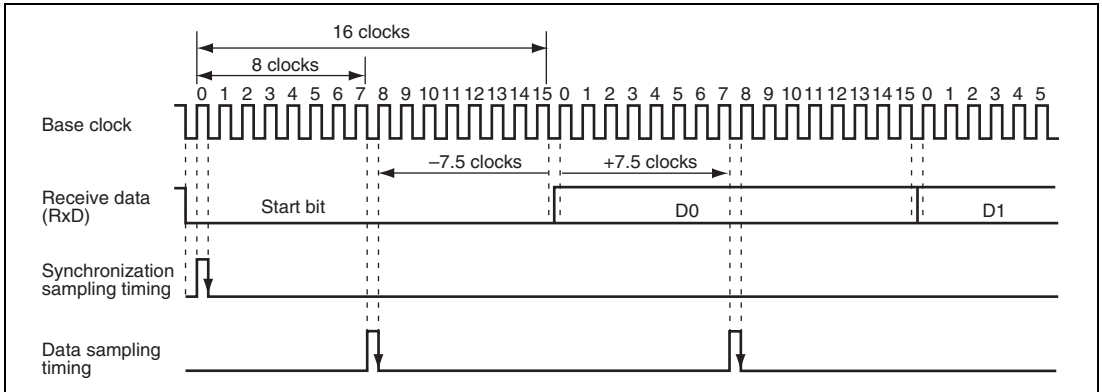 16 clocks
8 clocks
0 1 2 3 4 5 6 7 8 9 10 11 12 13 14 15 0 1 2 3 4 5 6 7 8 9 10 11 12 13 14 15 0 1 2 3 4 5
Base clock
–7.5 clocks +7.5 clocks
Receive data
(RxD)
Start bit D0 D1
Synchronization
sampling timing
Data sampling
timing